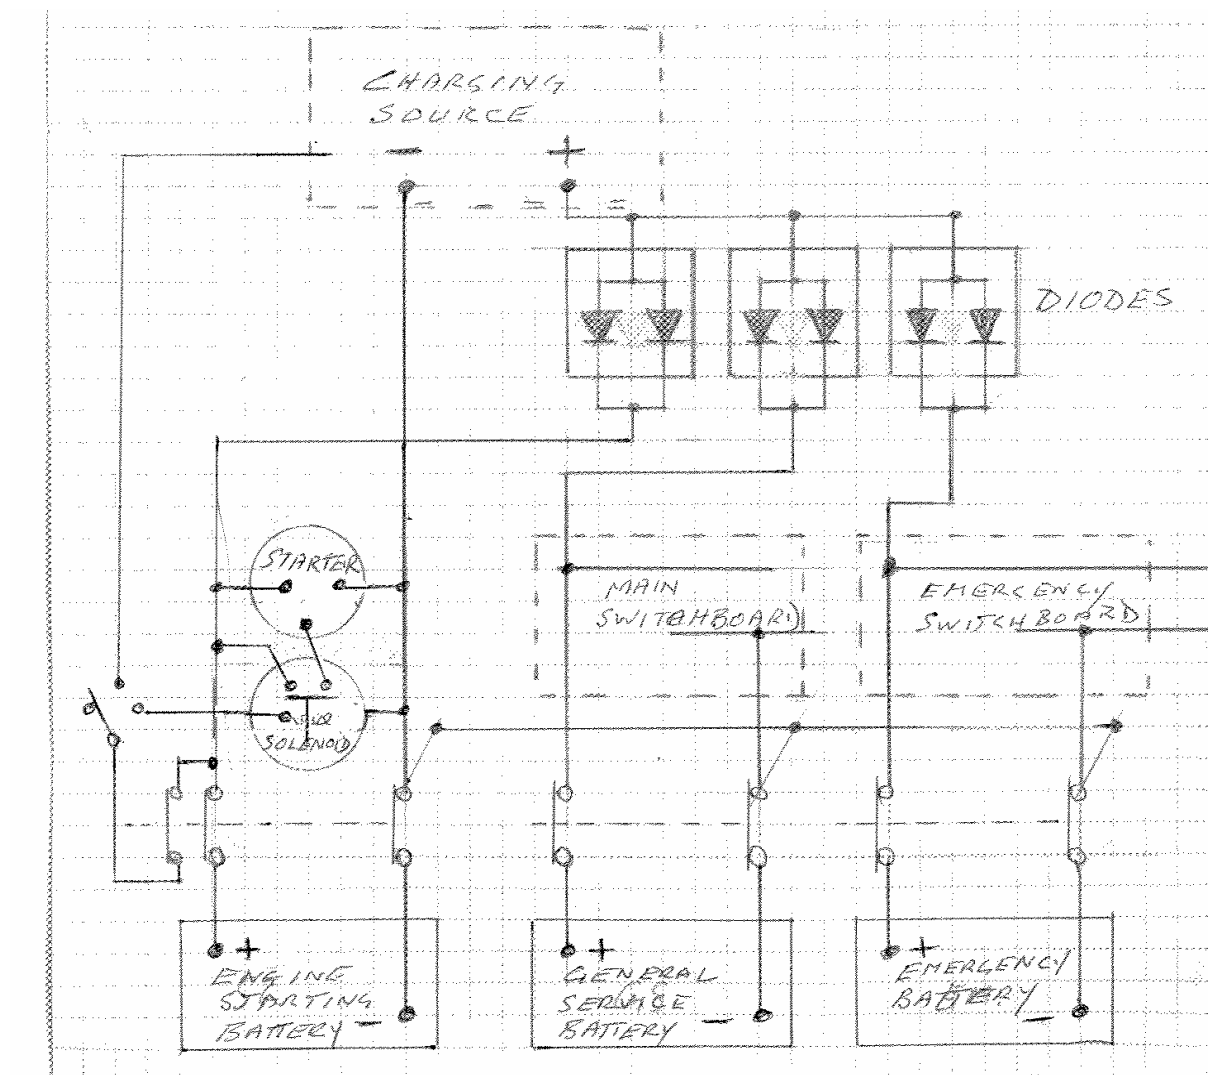 CHARGING
SOURCE
− +
DIODES
STARTER
MAIN
SWITCHBOARD
EMERGENCY
SWITCHBOARD
SOLENOID
+
ENGINE
STARTING
BATTERY −
+
GENERAL
SERVICE
BATTERY −
+
EMERGENCY
BATTERY
−